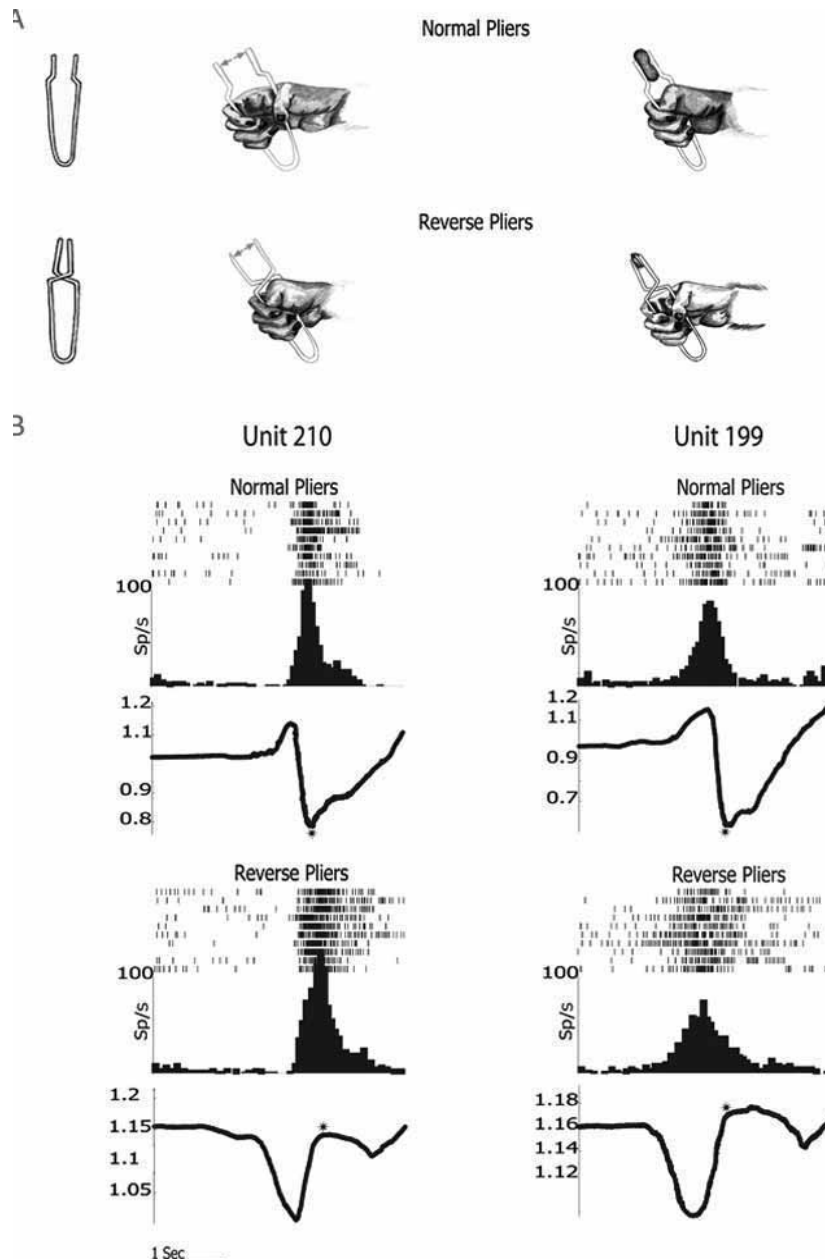 A
Normal Pliers
Reverse Pliers
B
Unit 210
Unit 199
Normal Pliers
Normal Pliers
100
Sp/s
100
Sp/s
1.2
1.1
0.9
0.8
1.2
1.1
0.9
0.7
Reverse Pliers
Reverse Pliers
100
Sp/s
100
Sp/s
1.2
1.15
1.1
1.05
1.18
1.16
1.14
1.12
1 Sec